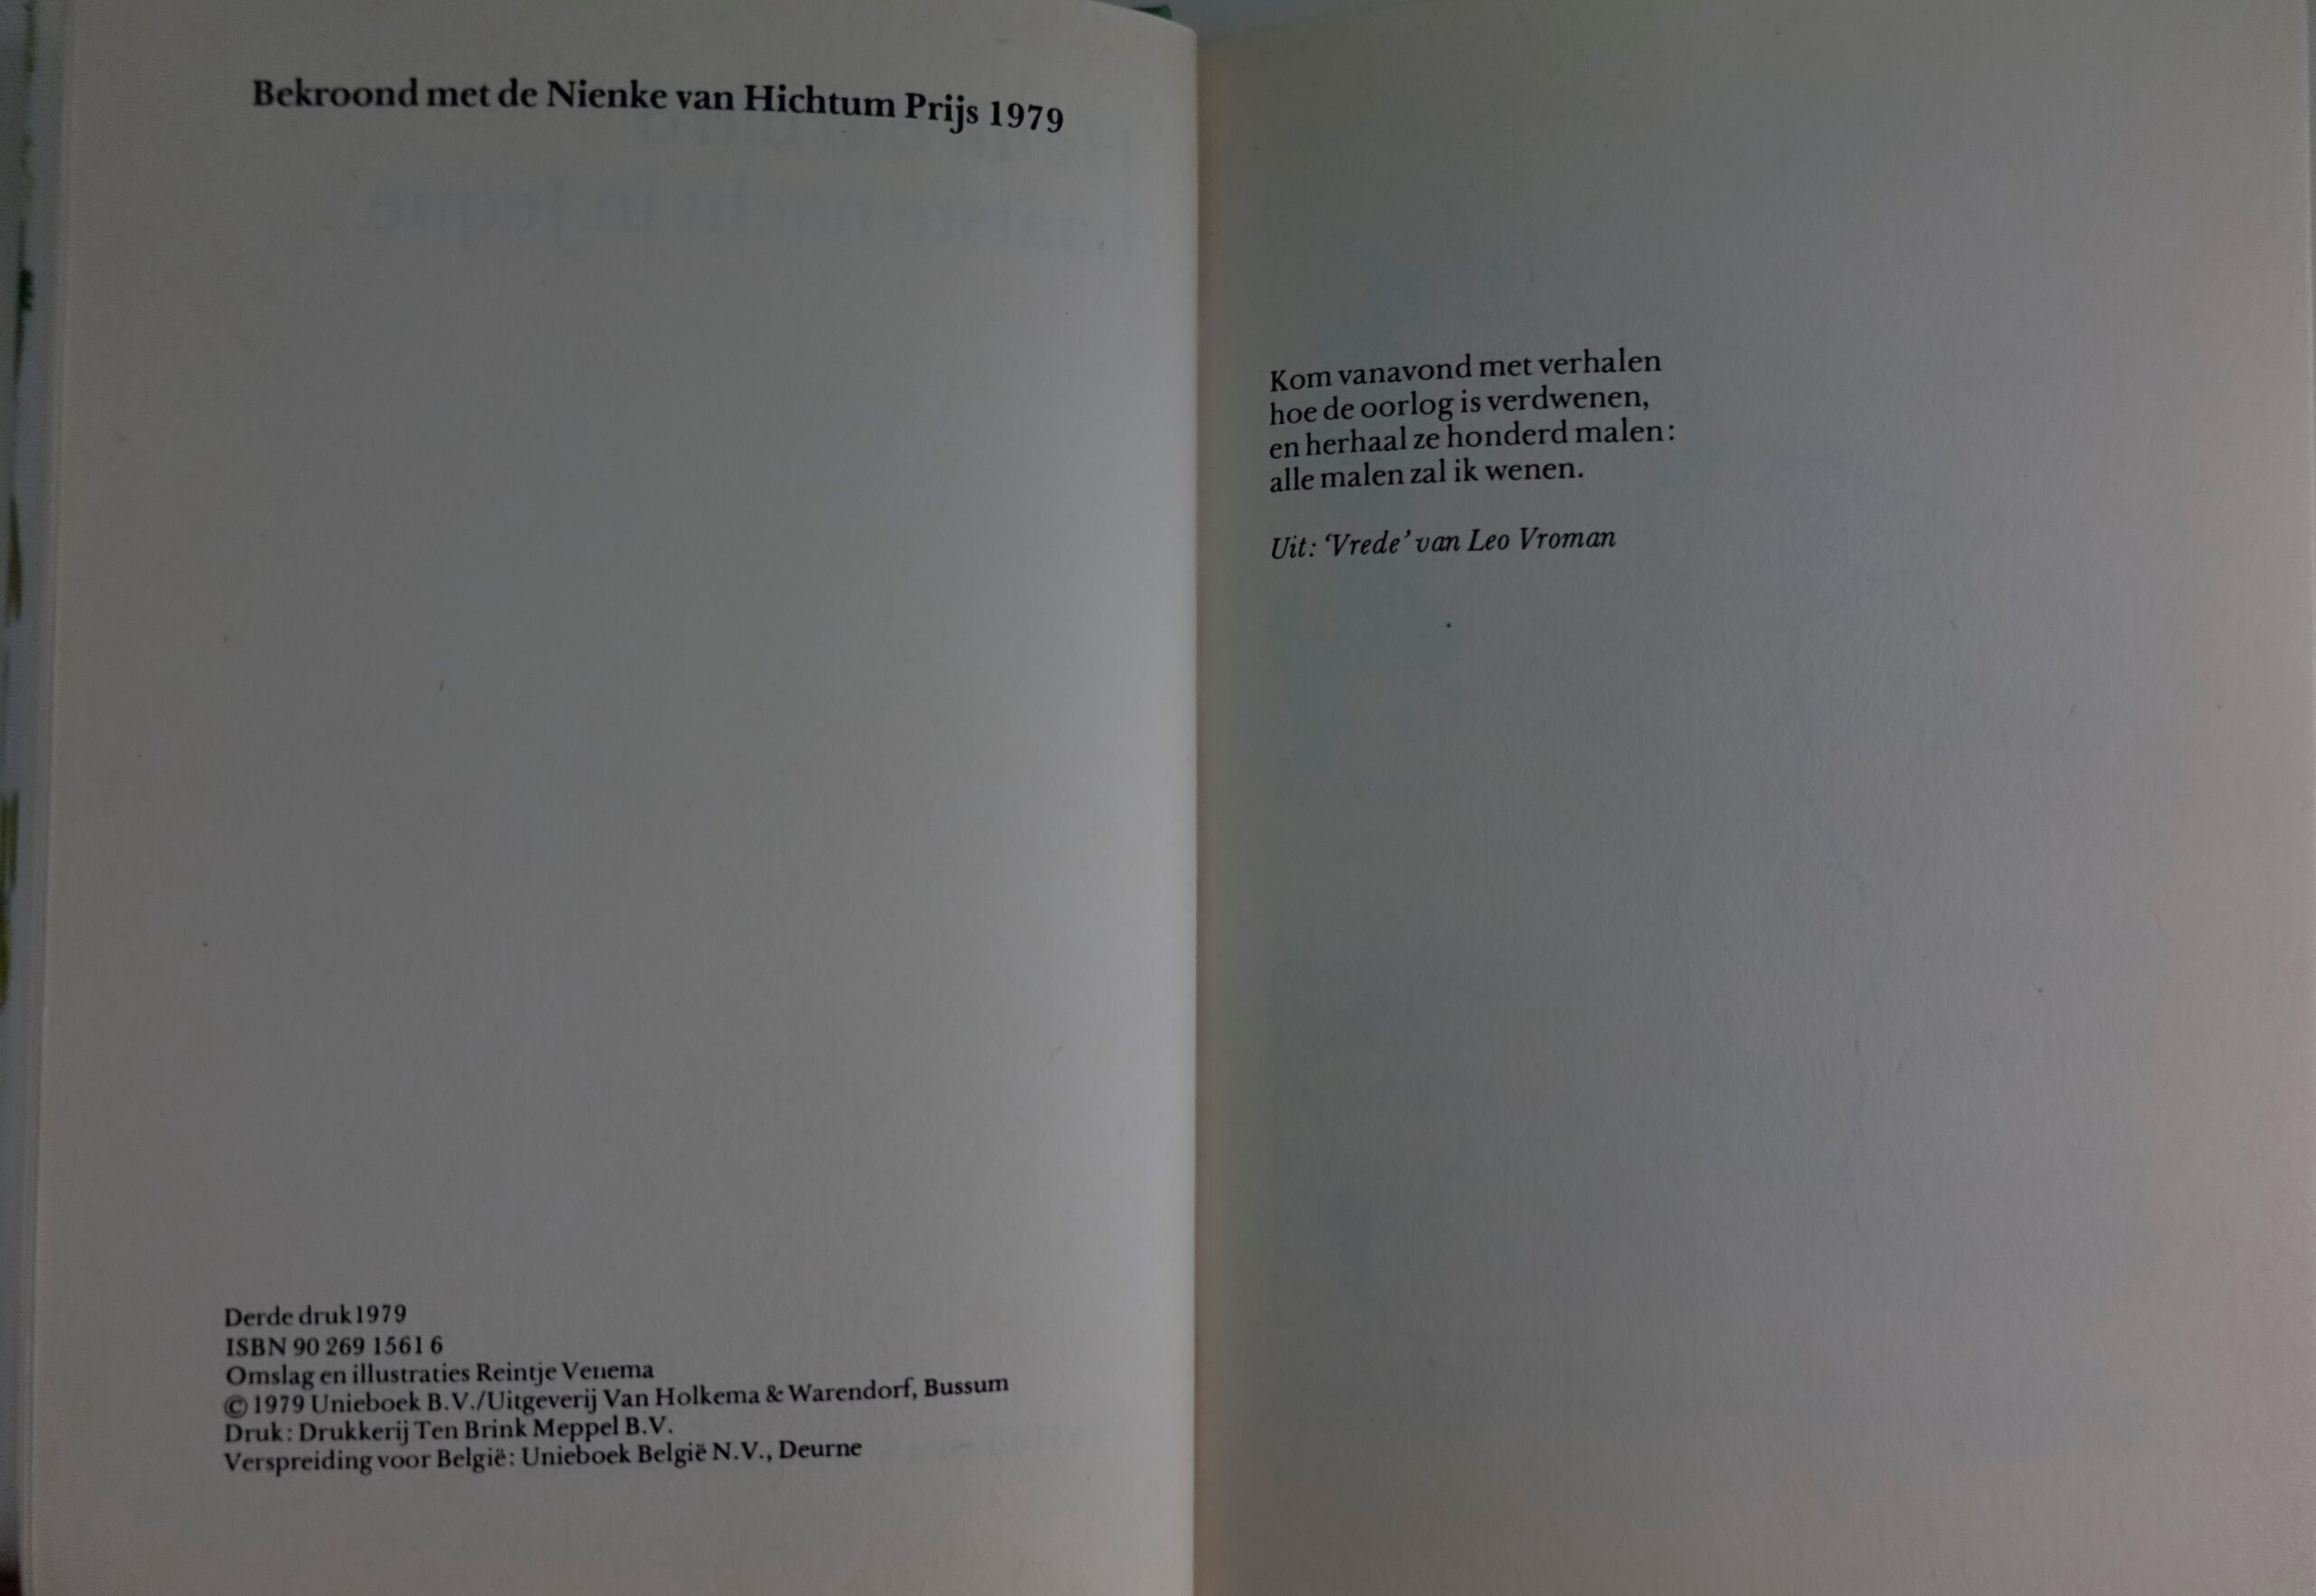 Bekroond met de Nienke van Hichtum Prijs 1979
Derde druk 1979
ISBN 90 269 1561 6
Omslag en illustraties Reintje Venema
© 1979 Unieboek B.V./Uitgeverij Van Holkema & Warendorf, Bussum
Druk: Drukkerij Ten Brink Meppel B.V.
Verspreiding voor België: Unieboek België N.V., Deurne
Kom vanavond met verhalen
hoe de oorlog is verdwenen,
en herhaal ze honderd malen:
alle malen zal ik wenen.
Uit: ‘Vrede’ van Leo Vroman